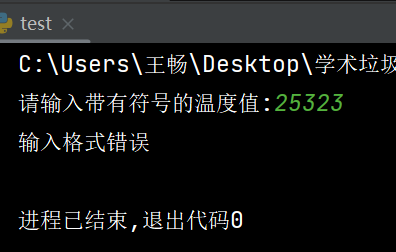 test
C:\Users\王畅\Desktop\学术垃圾
请输入带有符号的温度值:25323
输入格式错误
进程已结束,退出代码0